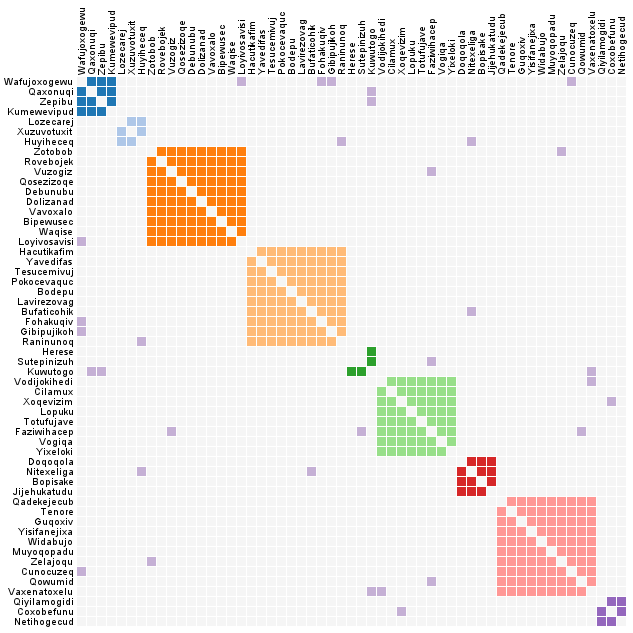 Wafujoxogewu
Qaxonuqi
Zepibu
Kumewevipud
Lozecarej
Xuzuvotuxit
Huyiheceq
Zotobob
Rovebojek
Vuzogiz
Qosezizoqe
Debunubu
Dolizanad
Vavoxalo
Bipewusec
Waqise
Loyivosavisi
Hacutikafim
Yavedifas
Tesucemivuj
Pokocevaquc
Bodepu
Lavirezovag
Bufaticohik
Fohakuqiv
Gibipujikoh
Raninunoq
Herese
Sutepinizuh
Kuwutogo
Vodijokihedi
Cilamux
Xoqevizim
Lopuku
Totufujave
Faziwihacep
Vogiqa
Yixeloki
Doqoqola
Nitexeliga
Bopisake
Jijehukatudu
Qadekejecub
Tenore
Guqoxiv
Yisifanejixa
Widabujo
Muyoqopadu
Zelajoqu
Cunocuzeq
Qowumid
Vaxenatoxelu
Qiyilamogidi
Coxobefunu
Netihogecud
Wafujoxogewu
Qaxonuqi
Zepibu
Kumewevipud
Lozecarej
Xuzuvotuxit
Huyiheceq
Zotobob
Rovebojek
Vuzogiz
Qosezizoqe
Debunubu
Dolizanad
Vavoxalo
Bipewusec
Waqise
Loyivosavisi
Hacutikafim
Yavedifas
Tesucemivuj
Pokocevaquc
Bodepu
Lavirezovag
Bufaticohik
Fohakuqiv
Gibipujikoh
Raninunoq
Herese
Sutepinizuh
Kuwutogo
Vodijokihedi
Cilamux
Xoqevizim
Lopuku
Totufujave
Faziwihacep
Vogiqa
Yixeloki
Doqoqola
Nitexeliga
Bopisake
Jijehukatudu
Qadekejecub
Tenore
Guqoxiv
Yisifanejixa
Widabujo
Muyoqopadu
Zelajoqu
Cunocuzeq
Qowumid
Vaxenatoxelu
Qiyilamogidi
Coxobefunu
Netihogecud